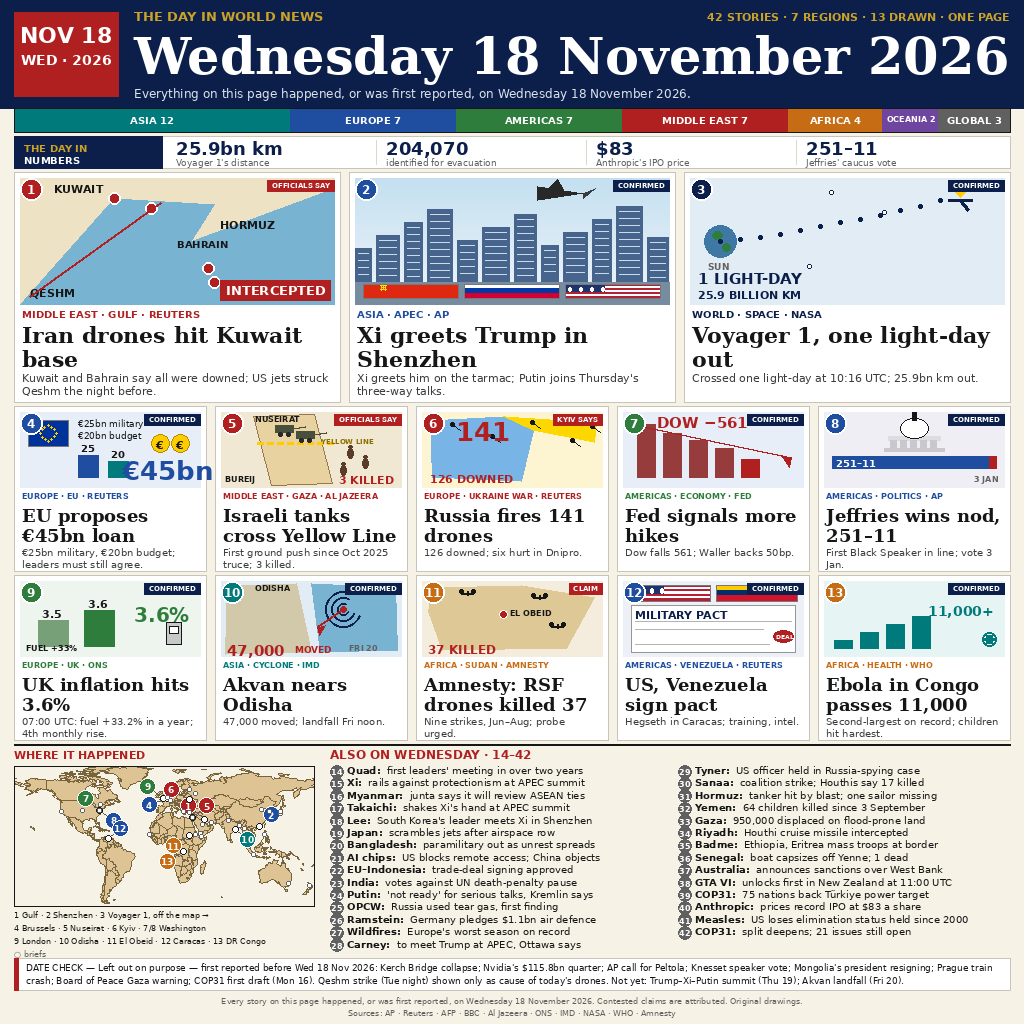 NOV 18
WED · 2026
THE DAY IN WORLD NEWS
42 STORIES · 7 REGIONS · 13 DRAWN · ONE PAGE
Wednesday 18 November 2026
Everything on this page happened, or was first reported, on Wednesday 18 November 2026.
ASIA 12
EUROPE 7
AMERICAS 7
MIDDLE EAST 7
AFRICA 4
OCEANIA 2
GLOBAL 3
THE DAY IN
NUMBERS
25.9bn km
Voyager 1's distance
204,070
identified for evacuation
$83
Anthropic's IPO price
251–11
Jeffries' caucus vote
1
KUWAIT
OFFICIALS SAY
HORMUZ
BAHRAIN
QESHM
INTERCEPTED
MIDDLE EAST · GULF · REUTERS
Iran drones hit Kuwait
base
Kuwait and Bahrain say all were downed; US jets struck
Qeshm the night before.
2
CONFIRMED
ASIA · APEC · AP
Xi greets Trump in
Shenzhen
Xi greets him on the tarmac; Putin joins Thursday's
three-way talks.
3
CONFIRMED
SUN
1 LIGHT-DAY
25.9 BILLION KM
WORLD · SPACE · NASA
Voyager 1, one light-day
out
Crossed one light-day at 10:16 UTC; 25.9bn km out.
4
€25bn military
CONFIRMED
€20bn budget
€ €
25
20
€45bn
EUROPE · EU · REUTERS
EU proposes
€45bn loan
€25bn military, €20bn budget;
leaders must still agree.
5
NUSEIRAT
OFFICIALS SAY
YELLOW LINE
BUREIJ
3 KILLED
MIDDLE EAST · GAZA · AL JAZEERA
Israeli tanks
cross Yellow Line
First ground push since Oct 2025
truce; 3 killed.
6
141
KYIV SAYS
126 DOWNED
EUROPE · UKRAINE WAR · REUTERS
Russia fires 141
drones
126 downed; six hurt in Dnipro.
7
DOW −561
CONFIRMED
AMERICAS · ECONOMY · FED
Fed signals more
hikes
Dow falls 561; Waller backs 50bp.
8
CONFIRMED
251–11
3 JAN
AMERICAS · POLITICS · AP
Jeffries wins nod,
251–11
First Black Speaker in line; vote 3
Jan.
9
CONFIRMED
3.5
3.6
3.6%
FUEL +33%
EUROPE · UK · ONS
UK inflation hits
3.6%
07:00 UTC: fuel +33.2% in a year;
4th monthly rise.
10
ODISHA
CONFIRMED
47,000 MOVED
FRI 20
ASIA · CYCLONE · IMD
Akvan nears
Odisha
47,000 moved; landfall Fri noon.
11
CLAIM
EL OBEID
37 KILLED
AFRICA · SUDAN · AMNESTY
Amnesty: RSF
drones killed 37
Nine strikes, Jun–Aug; probe
urged.
12
CONFIRMED
MILITARY PACT
DEAL
AMERICAS · VENEZUELA · REUTERS
US, Venezuela
sign pact
Hegseth in Caracas; training, intel.
13
CONFIRMED
11,000+
AFRICA · HEALTH · WHO
Ebola in Congo
passes 11,000
Second-largest on record; children
hit hardest.
WHERE IT HAPPENED
9
6
7
4
1
5
8
12
2
10
11
13
1 Gulf · 2 Shenzhen · 3 Voyager 1, off the map →
4 Brussels · 5 Nuseirat · 6 Kyiv · 7/8 Washington
9 London · 10 Odisha · 11 El Obeid · 12 Caracas · 13 DR Congo
○ briefs
ALSO ON WEDNESDAY · 14–42
14 Quad: first leaders' meeting in over two years
15 Xi: rails against protectionism at APEC summit
16 Myanmar: junta says it will review ASEAN ties
17 Takaichi: shakes Xi's hand at APEC summit
18 Lee: South Korea's leader meets Xi in Shenzhen
19 Japan: scrambles jets after airspace row
20 Bangladesh: paramilitary out as unrest spreads
21 AI chips: US blocks remote access; China objects
22 EU–Indonesia: trade-deal signing approved
23 India: votes against UN death-penalty pause
24 Putin: 'not ready' for serious talks, Kremlin says
25 OPCW: Russia used tear gas, first finding
26 Ramstein: Germany pledges $1.1bn air defence
27 Wildfires: Europe's worst season on record
28 Carney: to meet Trump at APEC, Ottawa says
29 Tyner: US officer held in Russia-spying case
30 Sanaa: coalition strike; Houthis say 17 killed
31 Hormuz: tanker hit by blast; one sailor missing
32 Yemen: 64 children killed since 3 September
33 Gaza: 950,000 displaced on flood-prone land
34 Riyadh: Houthi cruise missile intercepted
35 Badme: Ethiopia, Eritrea mass troops at border
36 Senegal: boat capsizes off Yenne; 1 dead
37 Australia: announces sanctions over West Bank
38 GTA VI: unlocks first in New Zealand at 11:00 UTC
39 COP31: 75 nations back Türkiye power target
40 Anthropic: prices record IPO at $83 a share
41 Measles: US loses elimination status held since 2000
42 COP31: split deepens; 21 issues still open
DATE CHECK — Left out on purpose — first reported before Wed 18 Nov 2026: Kerch Bridge collapse; Nvidia's $115.8bn quarter; AP call for Peltola; Knesset speaker vote; Mongolia's president resigning; Prague train
crash; Board of Peace Gaza warning; COP31 first draft (Mon 16). Qeshm strike (Tue night) shown only as cause of today's drones. Not yet: Trump–Xi–Putin summit (Thu 19); Akvan landfall (Fri 20).
Every story on this page happened, or was first reported, on Wednesday 18 November 2026. Contested claims are attributed. Original drawings.
Sources: AP · Reuters · AFP · BBC · Al Jazeera · ONS · IMD · NASA · WHO · Amnesty